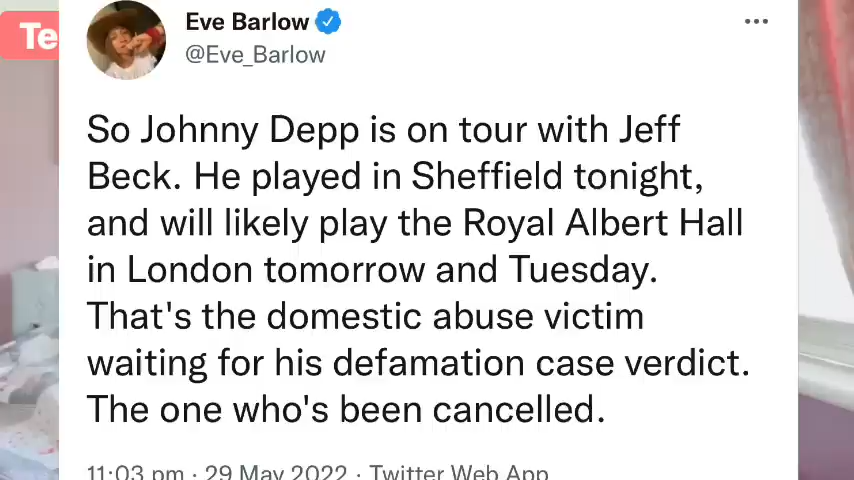 Te
Eve Barlow
@Eve_Barlow
So Johnny Depp is on tour with Jeff
Beck. He played in Sheffield tonight,
and will likely play the Royal Albert Hall
in London tomorrow and Tuesday.
That's the domestic abuse victim
waiting for his defamation case verdict.
The one who's been cancelled.
11:03 pm · 29 May 2022 · Twitter Web App